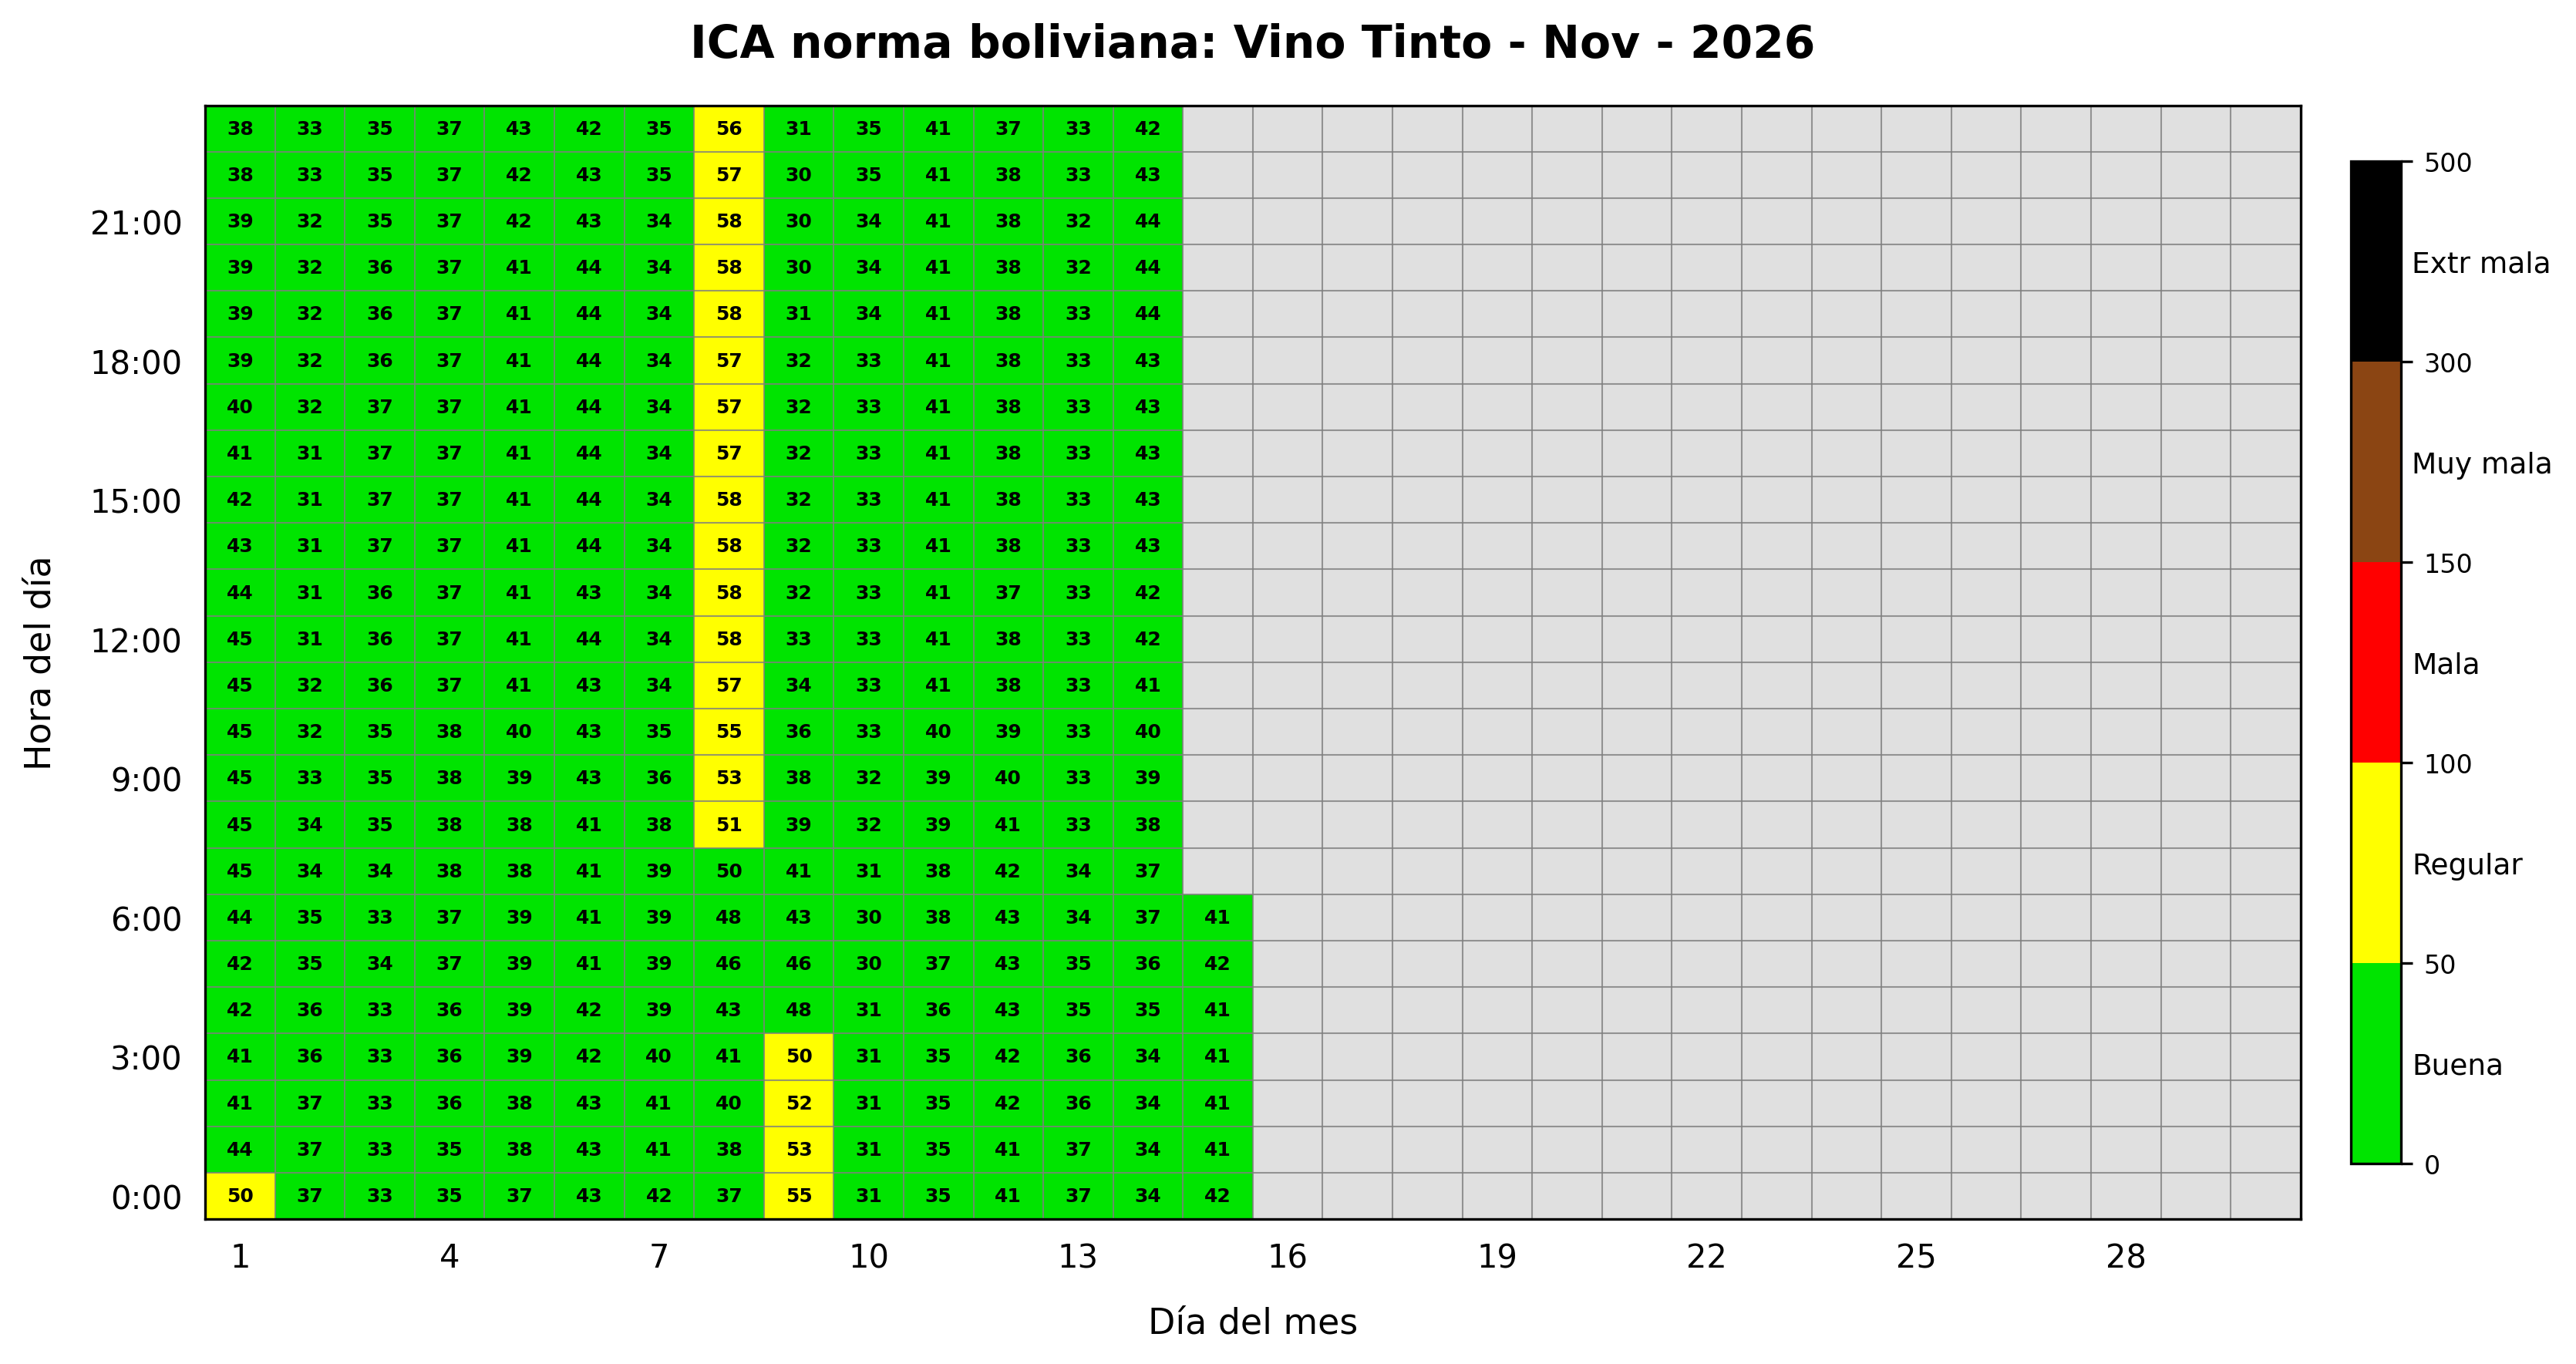 ICA norma boliviana: Vino Tinto - Nov - 2026
38 33 35 37 43 42 35 56 31 35 41 37 33 42
38 33 35 37 42 43 35 57 30 35 41 38 33 43
21:00 39 32 35 37 42 43 34 58 30 34 41 38 32 44
39 32 36 37 41 44 34 58 30 34 41 38 32 44
39 32 36 37 41 44 34 58 31 34 41 38 33 44
18:00 39 32 36 37 41 44 34 57 32 33 41 38 33 43
40 32 37 37 41 44 34 57 32 33 41 38 33 43
41 31 37 37 41 44 34 57 32 33 41 38 33 43
15:00 42 31 37 37 41 44 34 58 32 33 41 38 33 43
43 31 37 37 41 44 34 58 32 33 41 38 33 43
44 31 36 37 41 43 34 58 32 33 41 37 33 42
12:00 45 31 36 37 41 44 34 58 33 33 41 38 33 42
45 32 36 37 41 43 34 57 34 33 41 38 33 41
45 32 35 38 40 43 35 55 36 33 40 39 33 40
9:00 45 33 35 38 39 43 36 53 38 32 39 40 33 39
45 34 35 38 38 41 38 51 39 32 39 41 33 38
45 34 34 38 38 41 39 50 41 31 38 42 34 37
6:00 44 35 33 37 39 41 39 48 43 30 38 43 34 37 41
42 35 34 37 39 41 39 46 46 30 37 43 35 36 42
42 36 33 36 39 42 39 43 48 31 36 43 35 35 41
3:00 41 36 33 36 39 42 40 41 50 31 35 42 36 34 41
41 37 33 36 38 43 41 40 52 31 35 42 36 34 41
44 37 33 35 38 43 41 38 53 31 35 41 37 34 41
0:00 50 37 33 35 37 43 42 37 55 31 35 41 37 34 42
1 4 7 10 13 16 19 22 25 28
Día del mes
Hora del día
500
Extr mala
300
Muy mala
150
Mala
100
Regular
50
Buena
0